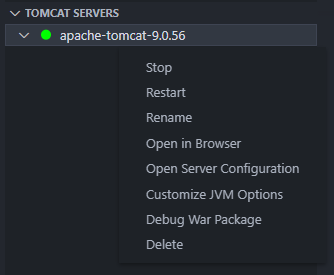 TOMCAT SERVERS
apache-tomcat-9.0.56
Stop
Restart
Rename
Open in Browser
Open Server Configuration
Customize JVM Options
Debug War Package
Delete